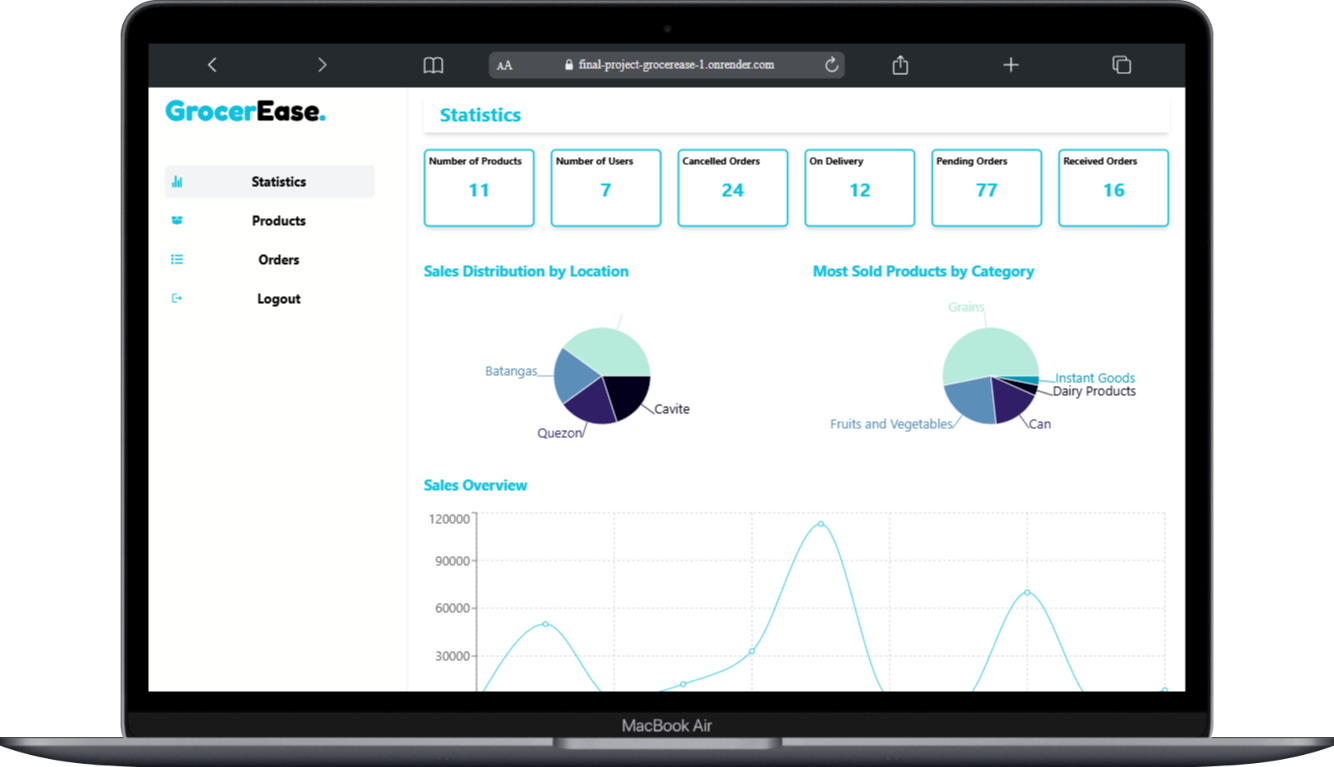 AA
final-project-grocerease-1.onrender.com
GrocerEase.
Statistics
Products
Orders
Logout
Statistics
Number of Products
11
Number of Users
7
Cancelled Orders
24
On Delivery
12
Pending Orders
77
Received Orders
16
Sales Distribution by Location
Batangas
Quezon
Cavite
Most Sold Products by Category
Grains
Instant Goods
Dairy Products
Fruits and Vegetables
Can
Sales Overview
120000
90000
60000
30000
MacBook Air